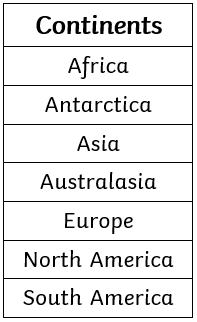 Continents
Africa
Antarctica
Asia
Australasia
Europe
North America
South America